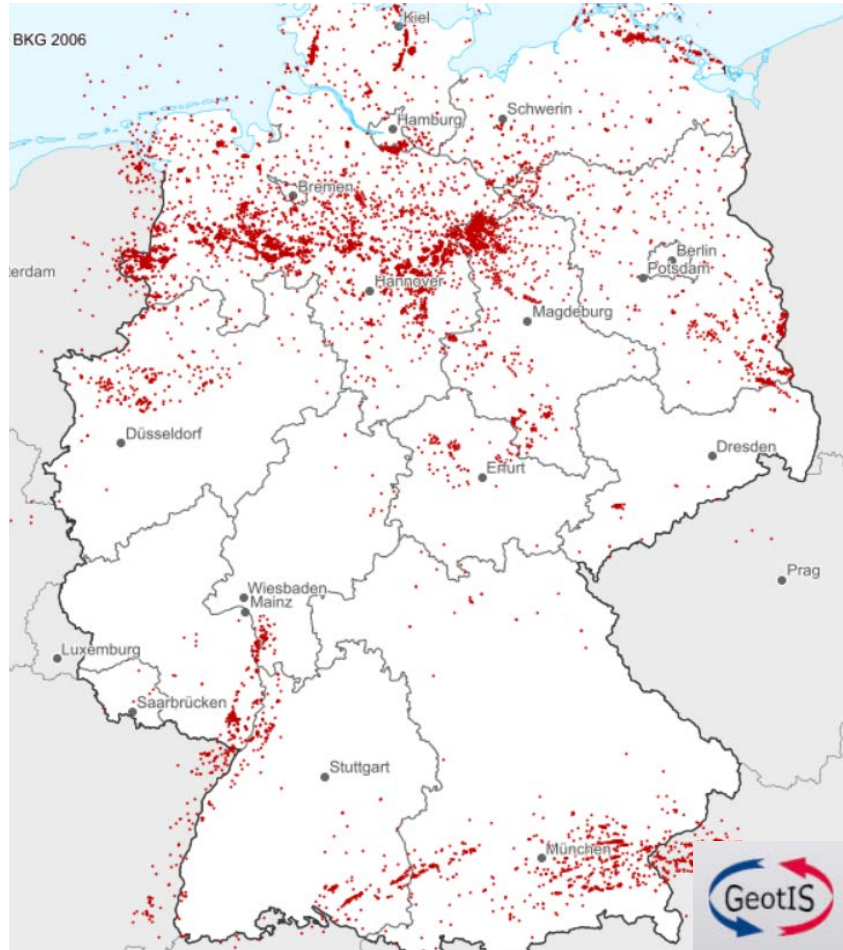 Kiel
BKG 2006
Schwerin
Hamburg
Bremen
Berlin
Potsdam
terdam
Hannover
Magdeburg
Düsseldorf
Dresden
Erfurt
Prag
Wiesbaden
Mainz
Luxemburg
Saarbrücken
Stuttgart
München
GeotIS